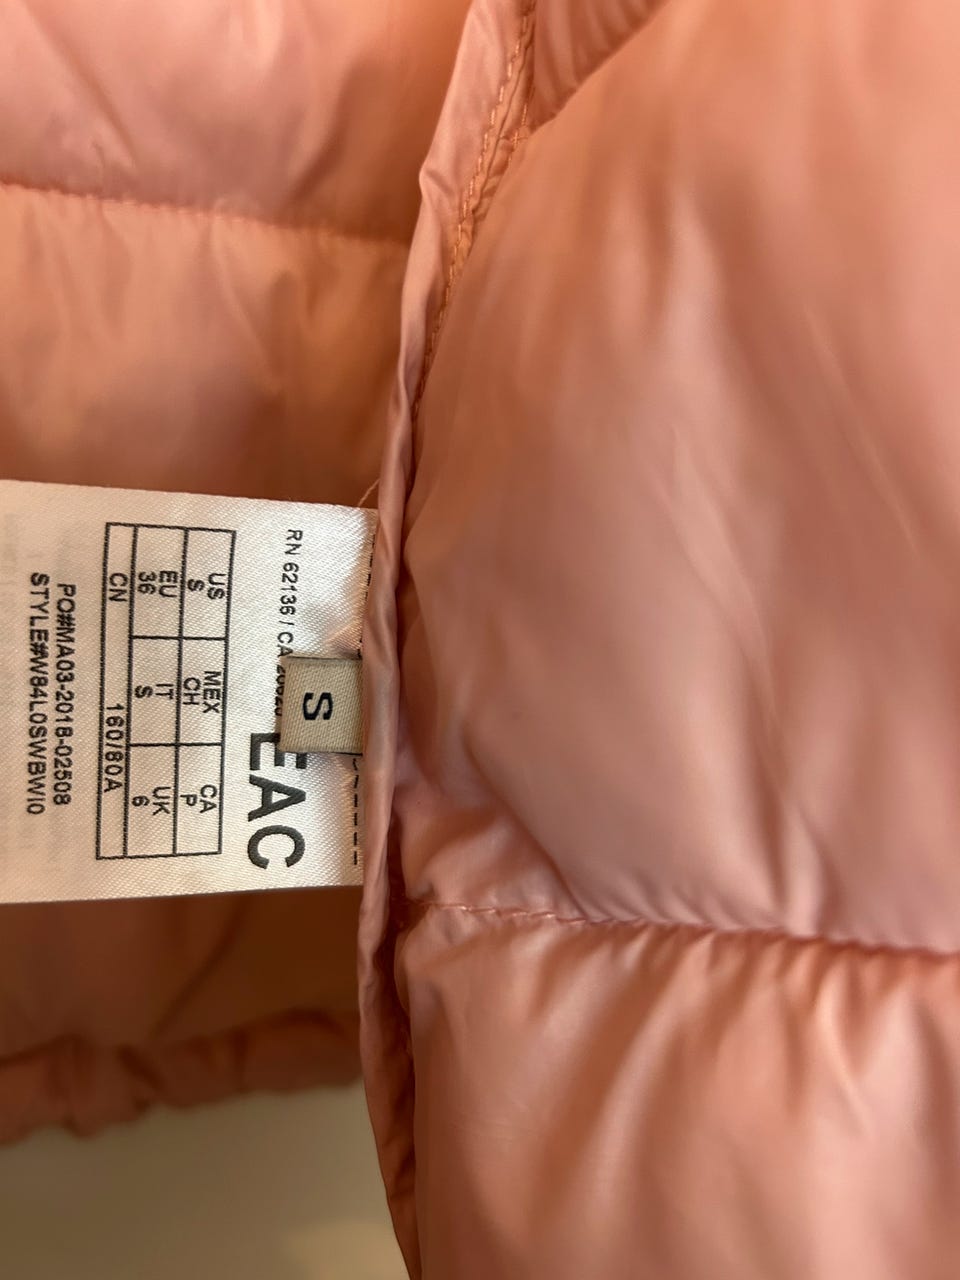 S
RN 62136 / CA
EAC
US MEX CA
S CH P
EU IT UK
36 S 6
CN 160/80A
PO#MA03-2018-02508
STYLE#W84L0SWBWI0